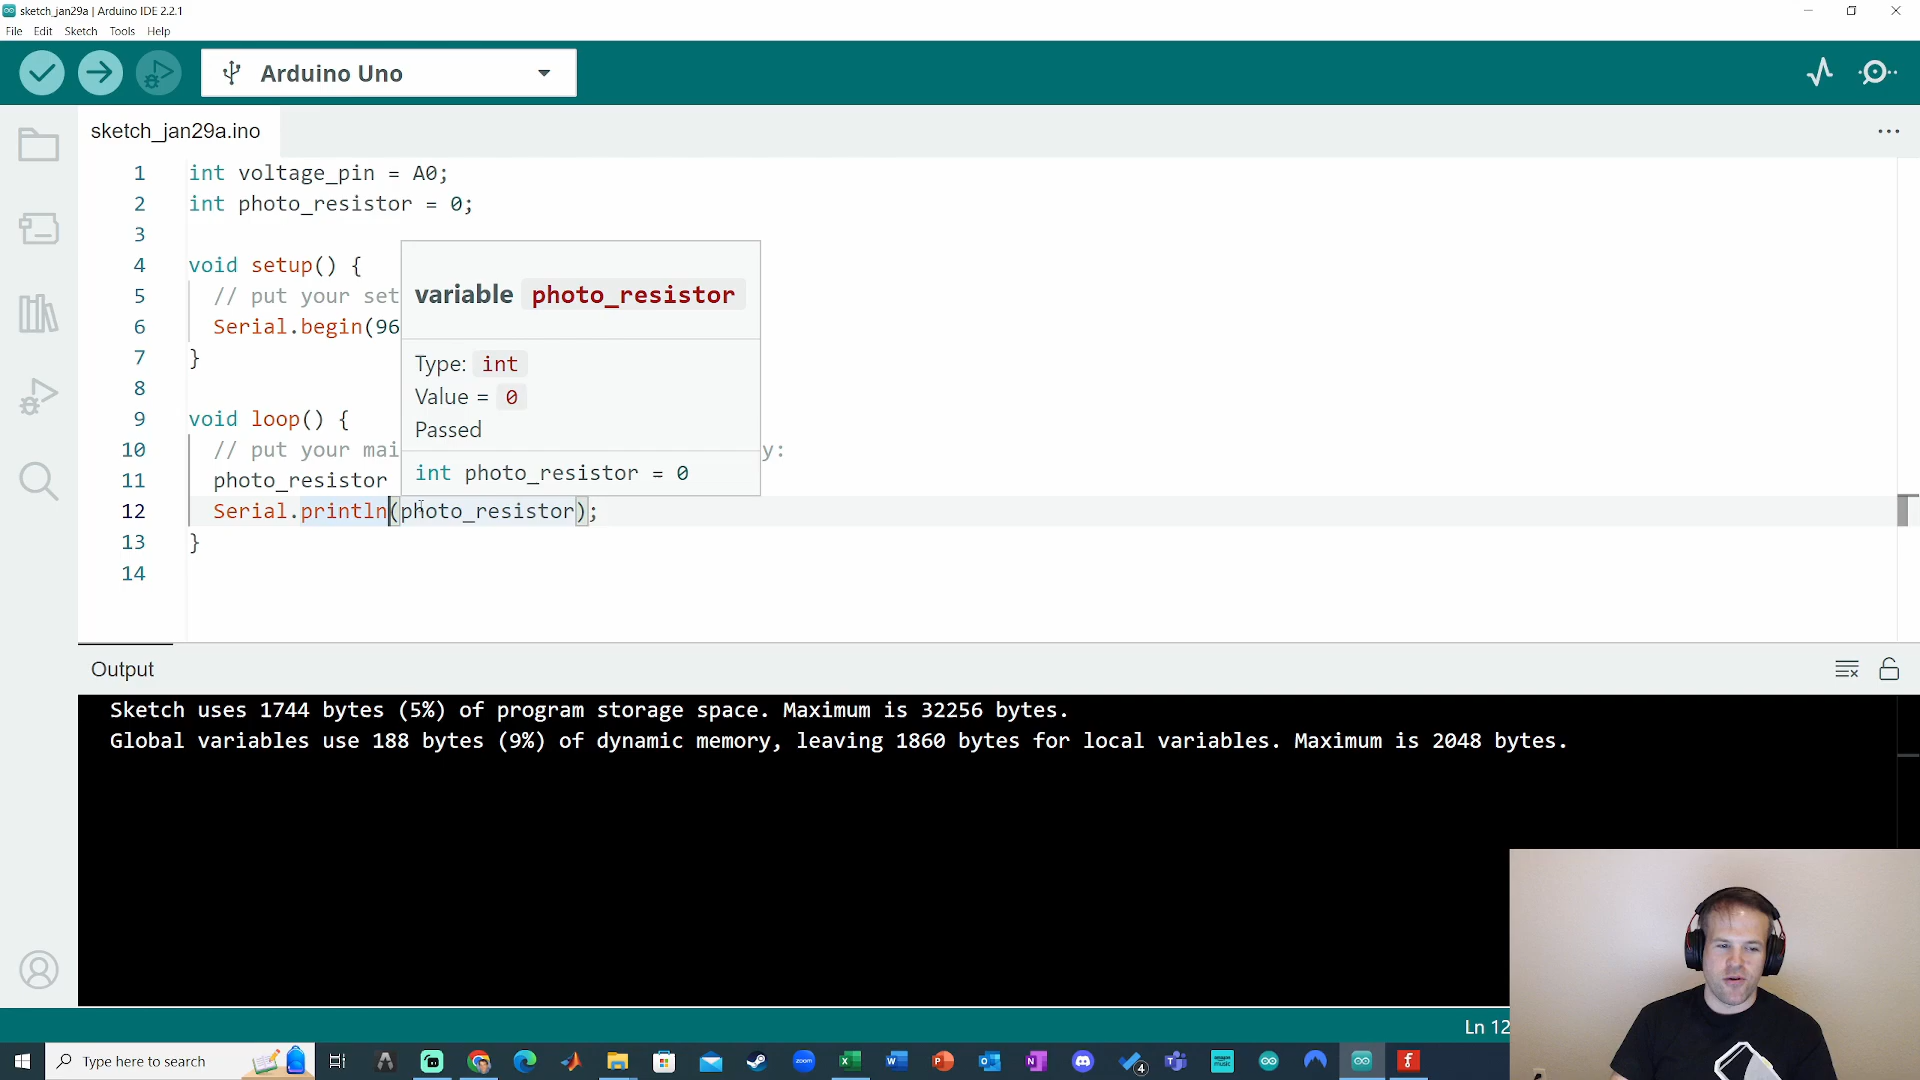 sketch_jan29a | Arduino IDE 2.2.1
File Edit Sketch Tools Help
Arduino Uno
sketch_jan29a.ino
1 int voltage_pin = A0;
2 int photo_resistor = 0;
3
4 void setup() {
5 // put your set
6 Serial.begin(96
7 }
8
9 void loop() {
10 // put your mai y:
11 photo_resistor
12 Serial.println(photo_resistor);
13 }
14
variable photo_resistor
Type: int
Value = 0
Passed
int photo_resistor = 0
Output
Sketch uses 1744 bytes (5%) of program storage space. Maximum is 32256 bytes.
Global variables use 188 bytes (9%) of dynamic memory, leaving 1860 bytes for local variables. Maximum is 2048 bytes.
Ln 12
Type here to search
zoom
4
music